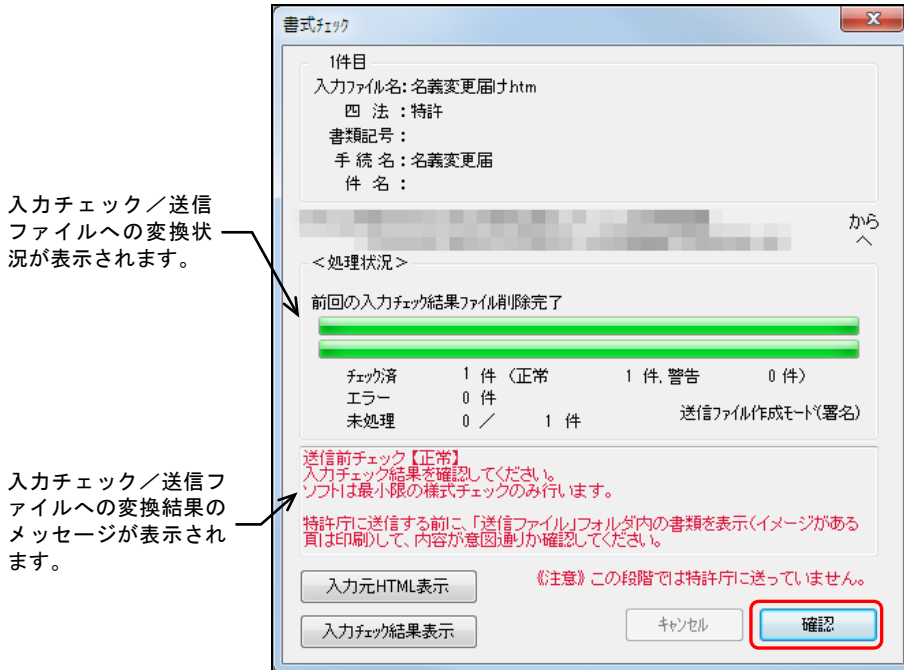 書式ﾁｪｯｸ
1件目
入力ﾌｧｲﾙ名：名義変更届け.htm
四　法　：特許
書類記号：
手 続 名：名義変更届
件　名　：
から
へ
＜処理状況＞
前回の入力ﾁｪｯｸ結果ﾌｧｲﾙ削除完了
ﾁｪｯｸ済　1 件 （正常　1 件, 警告　0 件）
エラー　0 件
未処理　0 ／　1 件　送信ﾌｧｲﾙ作成ﾓｰﾄﾞ(署名)
送信前チェック【正常】
入力チェック結果を確認してください。
ソフトは最小限の様式チェックのみ行います。
特許庁に送信する前に、「送信ファイル」フォルダ内の書類を表示(イメージがある
頁は印刷)して、内容が意図通りか確認してください。
入力元HTML表示
《注意》この段階では特許庁に送っていません。
入力ﾁｪｯｸ結果表示
ｷｬﾝｾﾙ
確認
入力チェック／送信
ファイルへの変換状
況が表示されます。
入力チェック／送信フ
ァイルへの変換結果の
メッセージが表示され
ます。